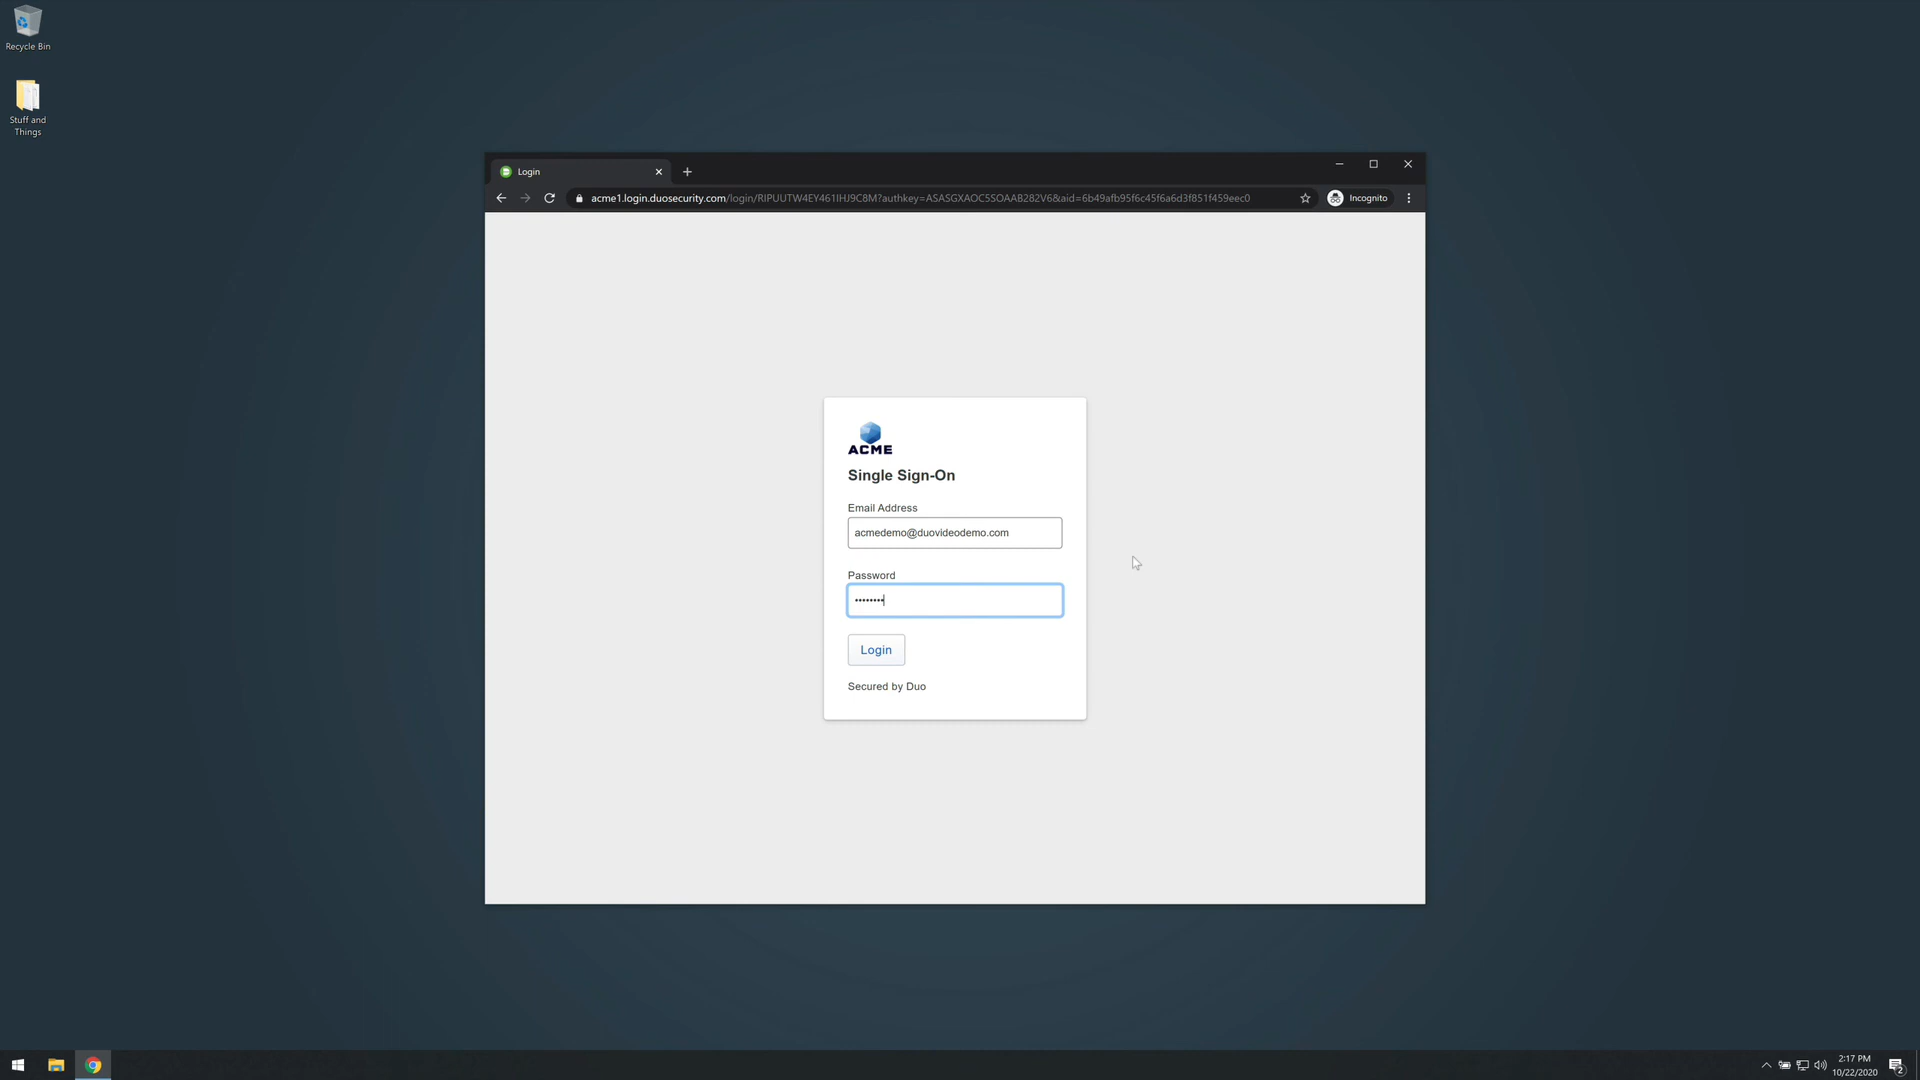 Recycle Bin
Stuff and
Things
Login
acme1.login.duosecurity.com/login/RIPUUTW4EY461IHJ9C8M?authkey=ASASGXAOC5SOAAB282V6&aid=6b49afb95f6c45f6a6d3f851f459eec0
Incognito
ACME
Single Sign-On
Email Address
acmedemo@duovideodemo.com
Password
••••••••
Login
Secured by Duo
2:17 PM
10/22/2020
2